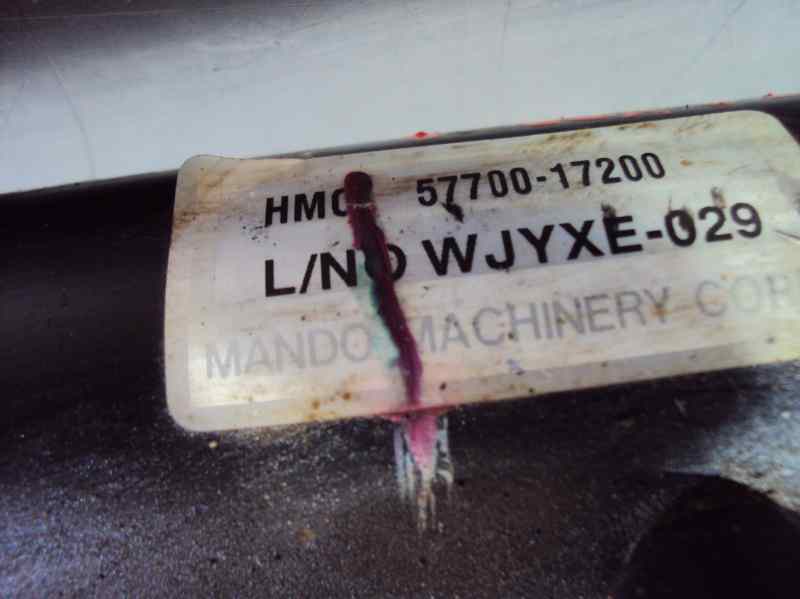 HMC 57700-17200
L/NO WJYXE-029
MANDO MACHINERY COR